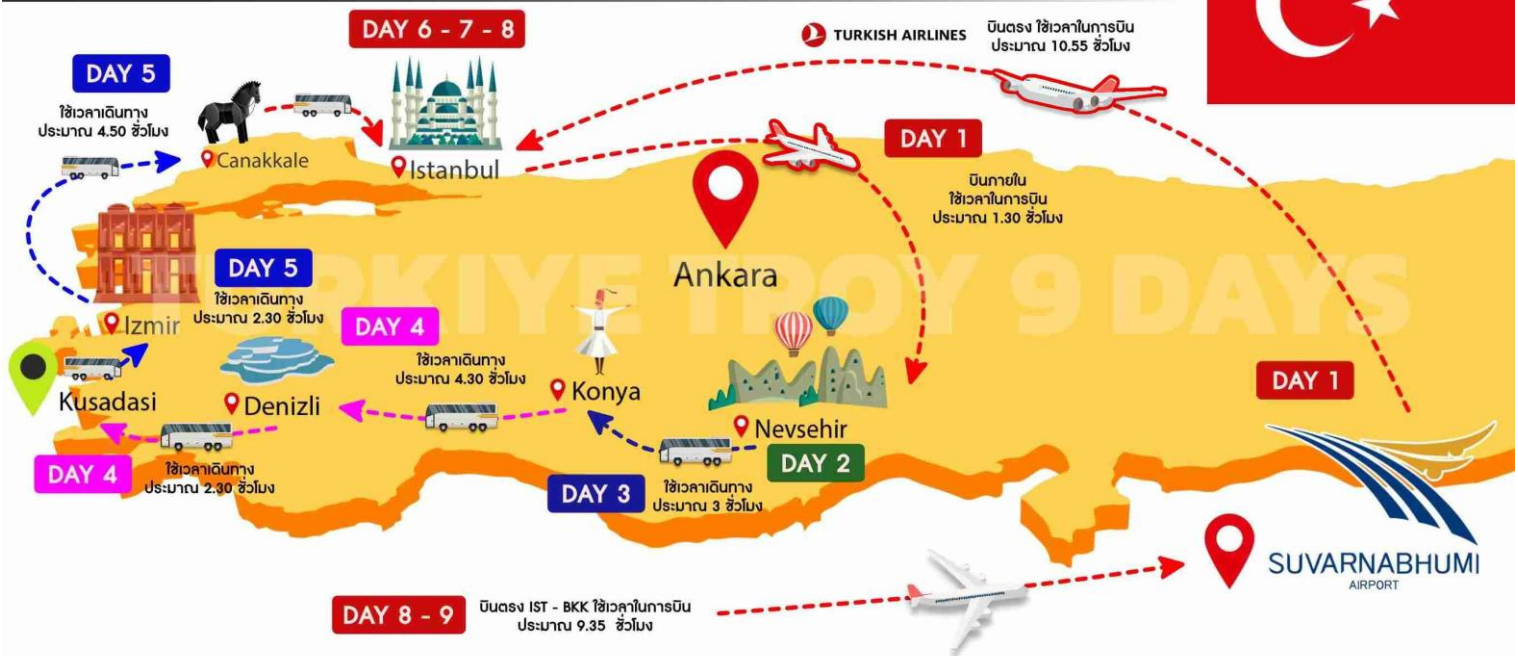 DAY 6 - 7 - 8
TURKISH AIRLINES
บินตรง ใช้เวลาในการบิน
ประมาณ 10.55 ชั่วโมง
DAY 5
ใช้เวลาเดินทาง
ประมาณ 4.50 ชั่วโมง
Canakkale
Istanbul
DAY 1
บินภายใน
ใช้เวลาในการบิน
ประมาณ 1.30 ชั่วโมง
Ankara
TURKIYE TROY 9 DAYS
DAY 5
ใช้เวลาเดินทาง
ประมาณ 2.30 ชั่วโมง
Izmir
DAY 4
ใช้เวลาเดินทาง
ประมาณ 4.30 ชั่วโมง
Kusadasi
Denizli
Konya
Nevsehir
DAY 1
DAY 4
ใช้เวลาเดินทาง
ประมาณ 2.30 ชั่วโมง
DAY 3
ใช้เวลาเดินทาง
ประมาณ 3 ชั่วโมง
DAY 2
SUVARNABHUMI
AIRPORT
DAY 8 - 9
บินตรง IST - BKK ใช้เวลาในการบิน
ประมาณ 9.35 ชั่วโมง